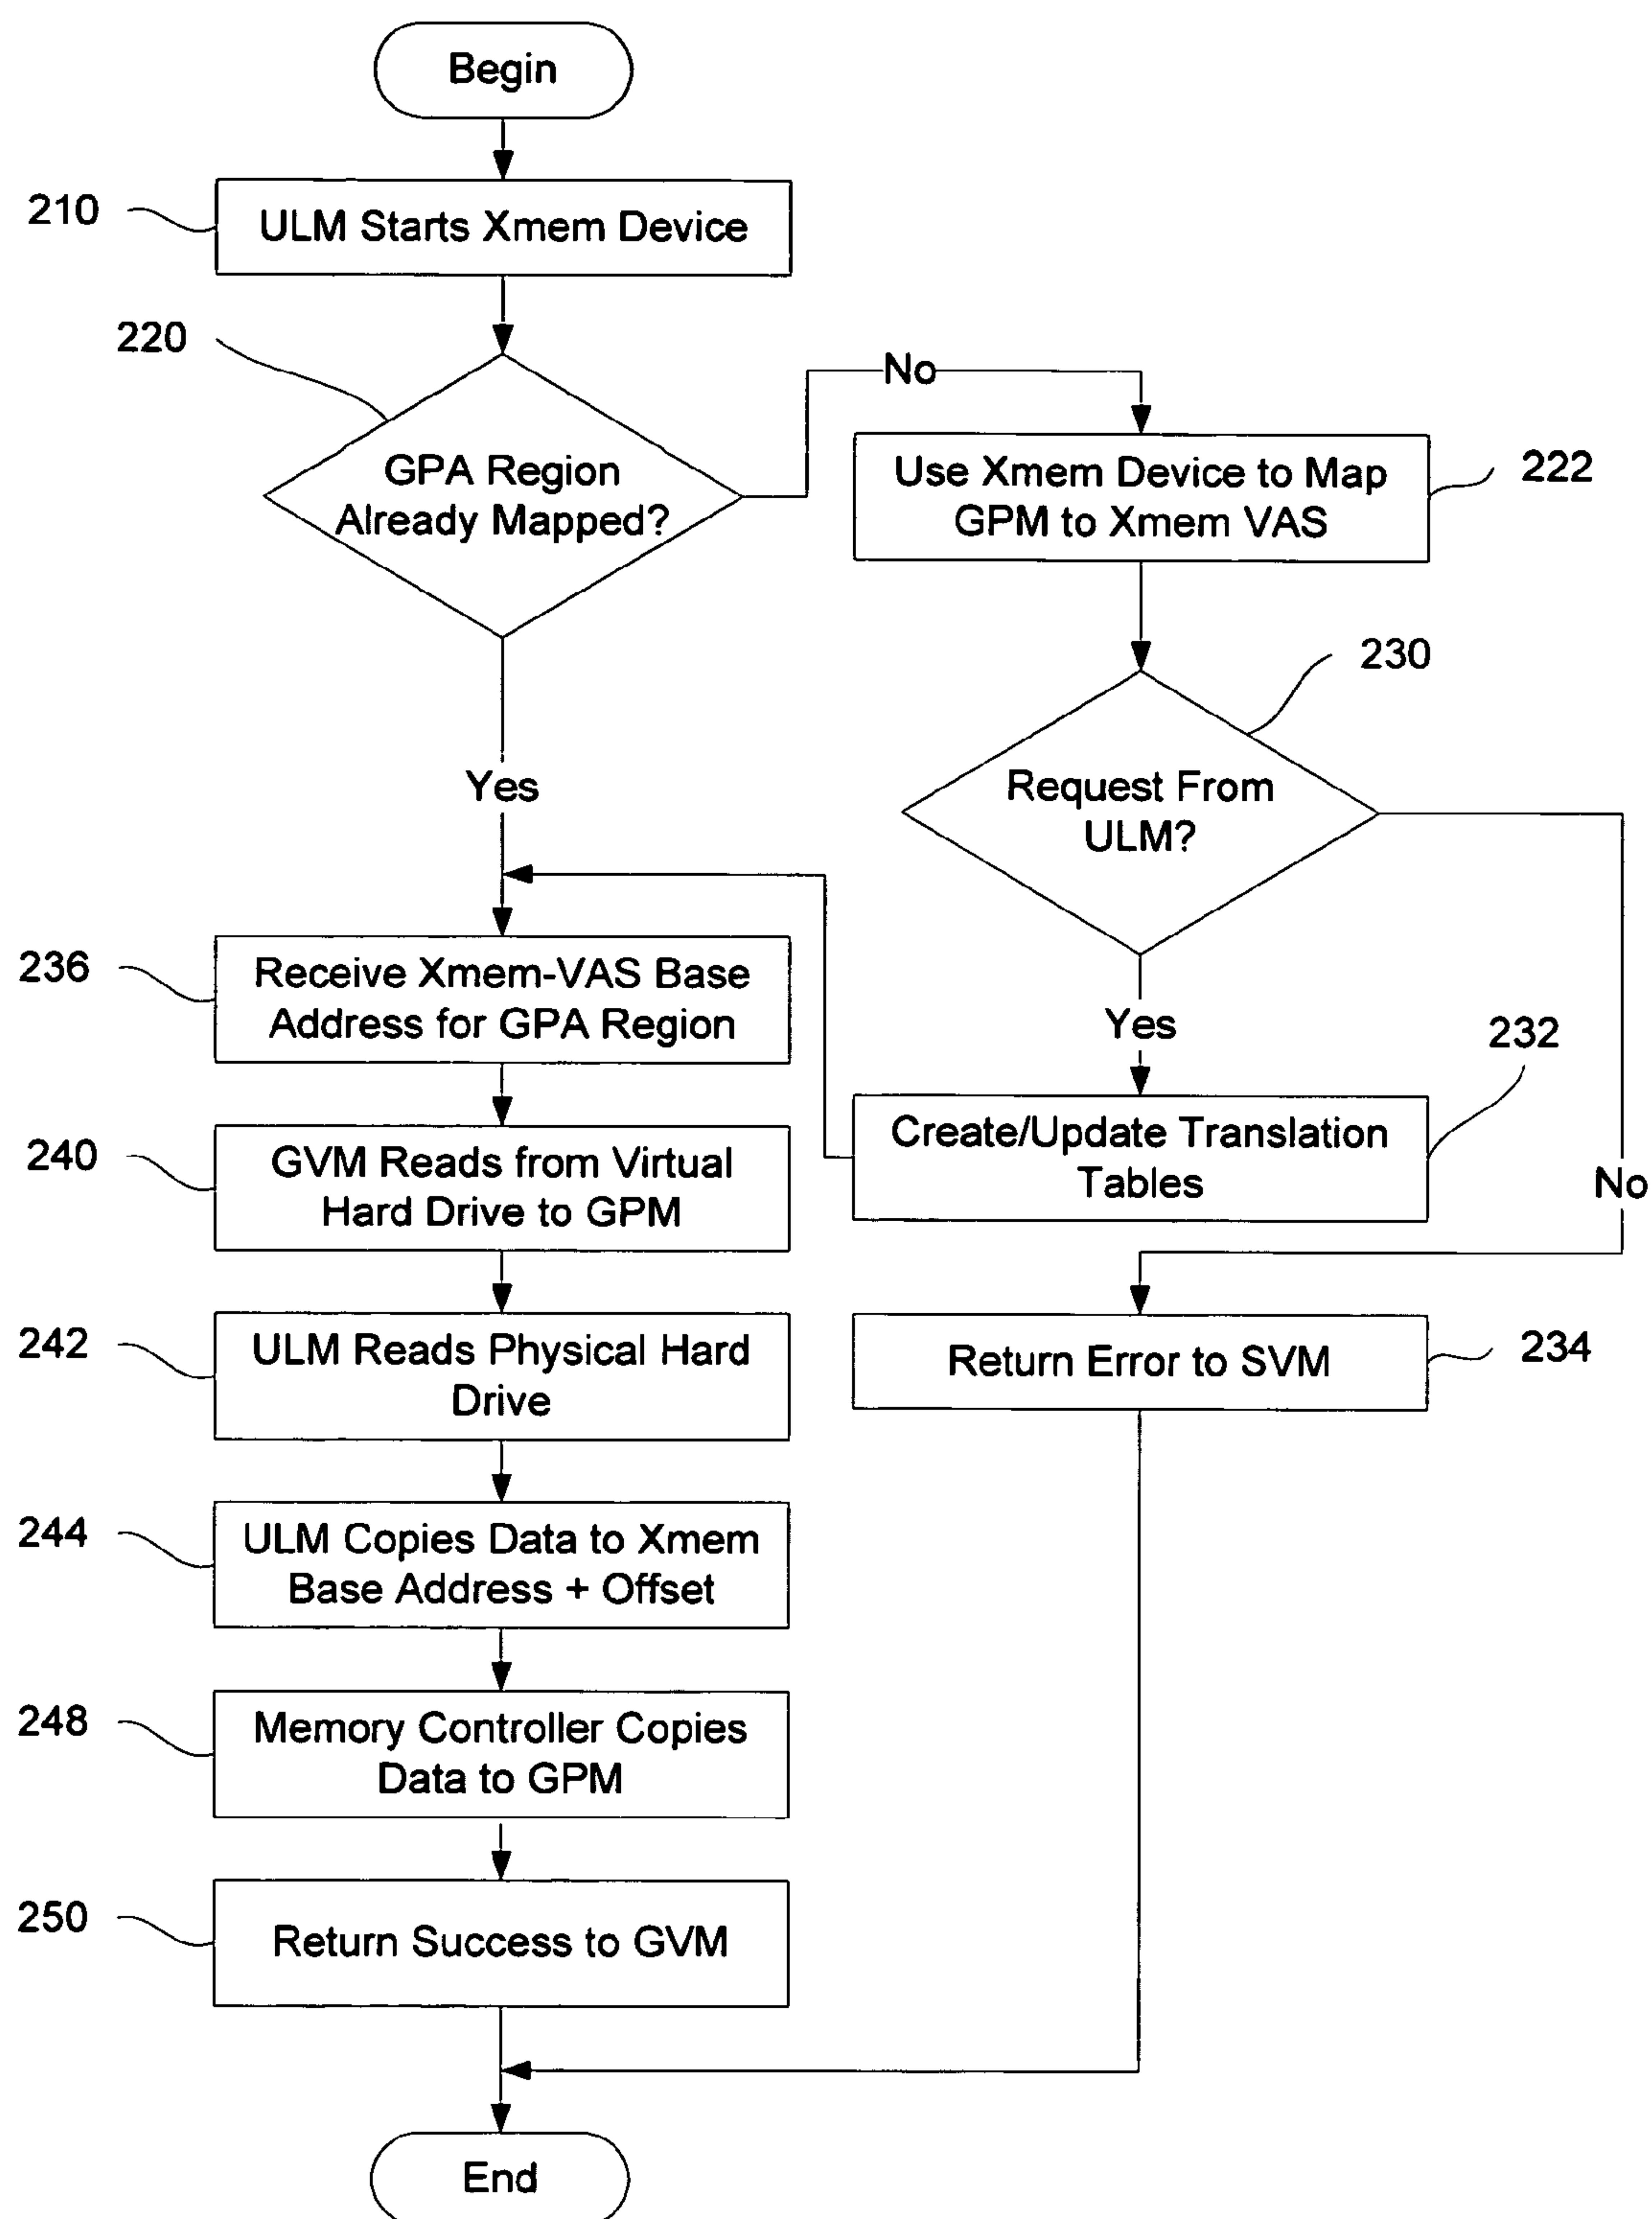 Begin
210
ULM Starts Xmem Device
220
GPA Region
Already Mapped?
No
Use Xmem Device to Map
GPM to Xmem VAS
222
230
Request From
ULM?
Yes
Yes
No
236
Receive Xmem-VAS Base
Address for GPA Region
232
Create/Update Translation
Tables
240
GVM Reads from Virtual
Hard Drive to GPM
242
ULM Reads Physical Hard
Drive
Return Error to SVM
234
244
ULM Copies Data to Xmem
Base Address + Offset
248
Memory Controller Copies
Data to GPM
250
Return Success to GVM
End